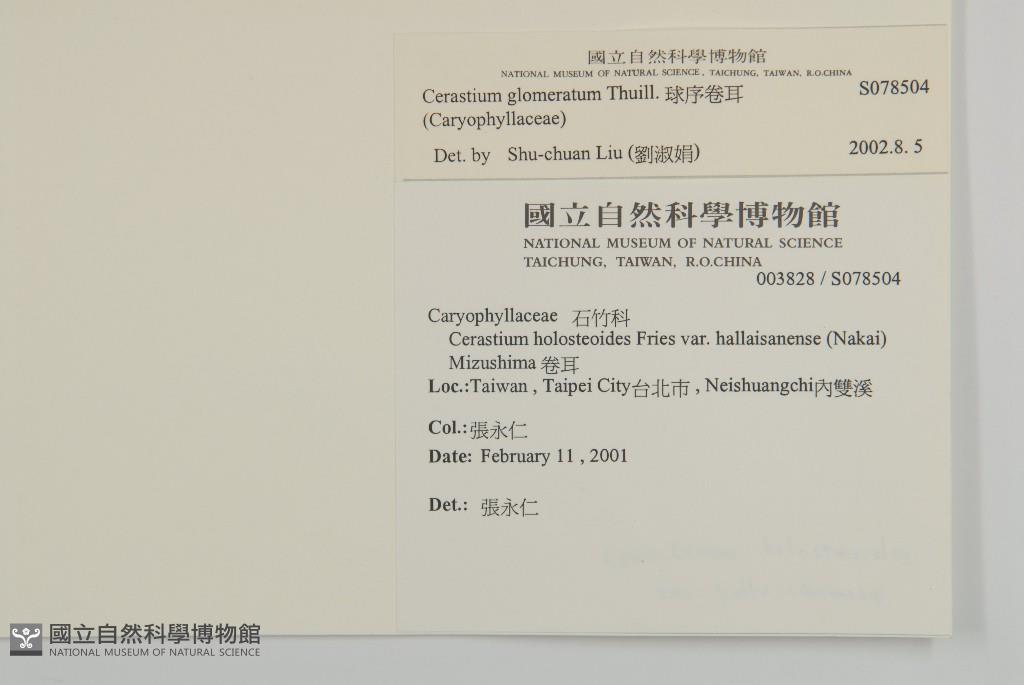 國立自然科學博物館
NATIONAL MUSEUM OF NATURAL SCIENCE , TAICHUNG, TAIWAN, R.O.CHINA
Cerastium glomeratum Thuill. 球序卷耳 S078504
(Caryophyllaceae)
Det. by Shu-chuan Liu (劉淑娟) 2002.8. 5
國立自然科學博物館
NATIONAL MUSEUM OF NATURAL SCIENCE
TAICHUNG, TAIWAN, R.O.CHINA
003828 / S078504
Caryophyllaceae 石竹科
Cerastium holosteoides Fries var. hallaisanense (Nakai)
Mizushima 卷耳
Loc.:Taiwan , Taipei City台北市 , Neishuangchi內雙溪
Col.:張永仁
Date: February 11 , 2001
Det.: 張永仁
國立自然科學博物館
NATIONAL MUSEUM OF NATURAL SCIENCE